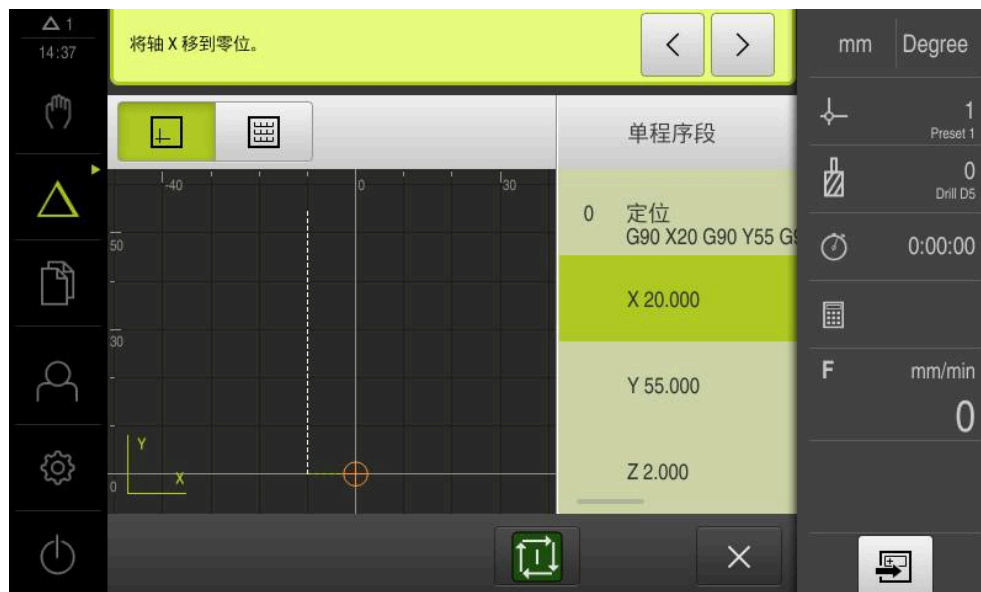 1
14:37
将轴 X 移到零位。
-40
0
30
50
30
0
Y
X
单程序段
0 定位
G90 X20 G90 Y55 G9
X 20.000
Y 55.000
Z 2.000
mm Degree
1
Preset 1
0
Drill D5
0:00:00
F mm/min
0